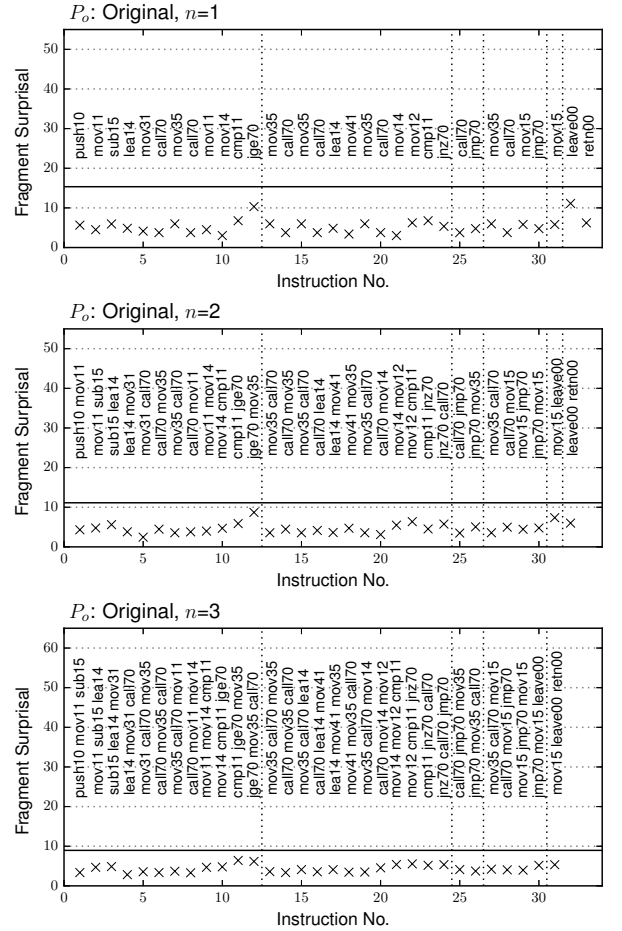 P_o: Original, n=1
Fragment Surprisal
50
40
30
20
10
0
push10
mov11
sub15
lea14
mov31
call70
mov35
call70
mov11
mov14
cmp11
jge70
mov35
call70
mov35
call70
lea14
mov41
mov35
call70
mov14
mov12
cmp11
jnz70
call70
jmp70
mov35
call70
mov15
jmp70
mov15
leave00
retn00
0 5 10 15 20 25 30
Instruction No.
P_o: Original, n=2
Fragment Surprisal
50
40
30
20
10
0
push10 mov11
mov11 sub15
sub15 lea14
lea14 mov31
mov31 call70
call70 mov35
mov35 call70
call70 mov11
mov11 mov14
mov14 cmp11
cmp11 jge70
jge70 mov35
mov35 call70
call70 mov35
mov35 call70
call70 lea14
lea14 mov41
mov41 mov35
mov35 call70
call70 mov14
mov14 mov12
mov12 cmp11
cmp11 jnz70
jnz70 call70
call70 jmp70
jmp70 mov35
mov35 call70
call70 mov15
mov15 jmp70
jmp70 mov15
mov15 leave00
leave00 retn00
0 5 10 15 20 25 30
Instruction No.
P_o: Original, n=3
Fragment Surprisal
60
50
40
30
20
10
0
push10 mov11 sub15
mov11 sub15 lea14
sub15 lea14 mov31
lea14 mov31 call70
mov31 call70 mov35
call70 mov35 call70
mov35 call70 mov11
call70 mov11 mov14
mov11 mov14 cmp11
mov14 cmp11 jge70
cmp11 jge70 mov35
jge70 mov35 call70
mov35 call70 mov35
call70 mov35 call70
mov35 call70 lea14
call70 lea14 mov41
lea14 mov41 mov35
mov41 mov35 call70
mov35 call70 mov14
call70 mov14 mov12
mov14 mov12 cmp11
mov12 cmp11 jnz70
cmp11 jnz70 call70
jnz70 call70 jmp70
call70 jmp70 mov35
jmp70 mov35 call70
mov35 call70 mov15
call70 mov15 jmp70
mov15 jmp70 mov15
jmp70 mov15 leave00
mov15 leave00 retn00
0 5 10 15 20 25 30
Instruction No.